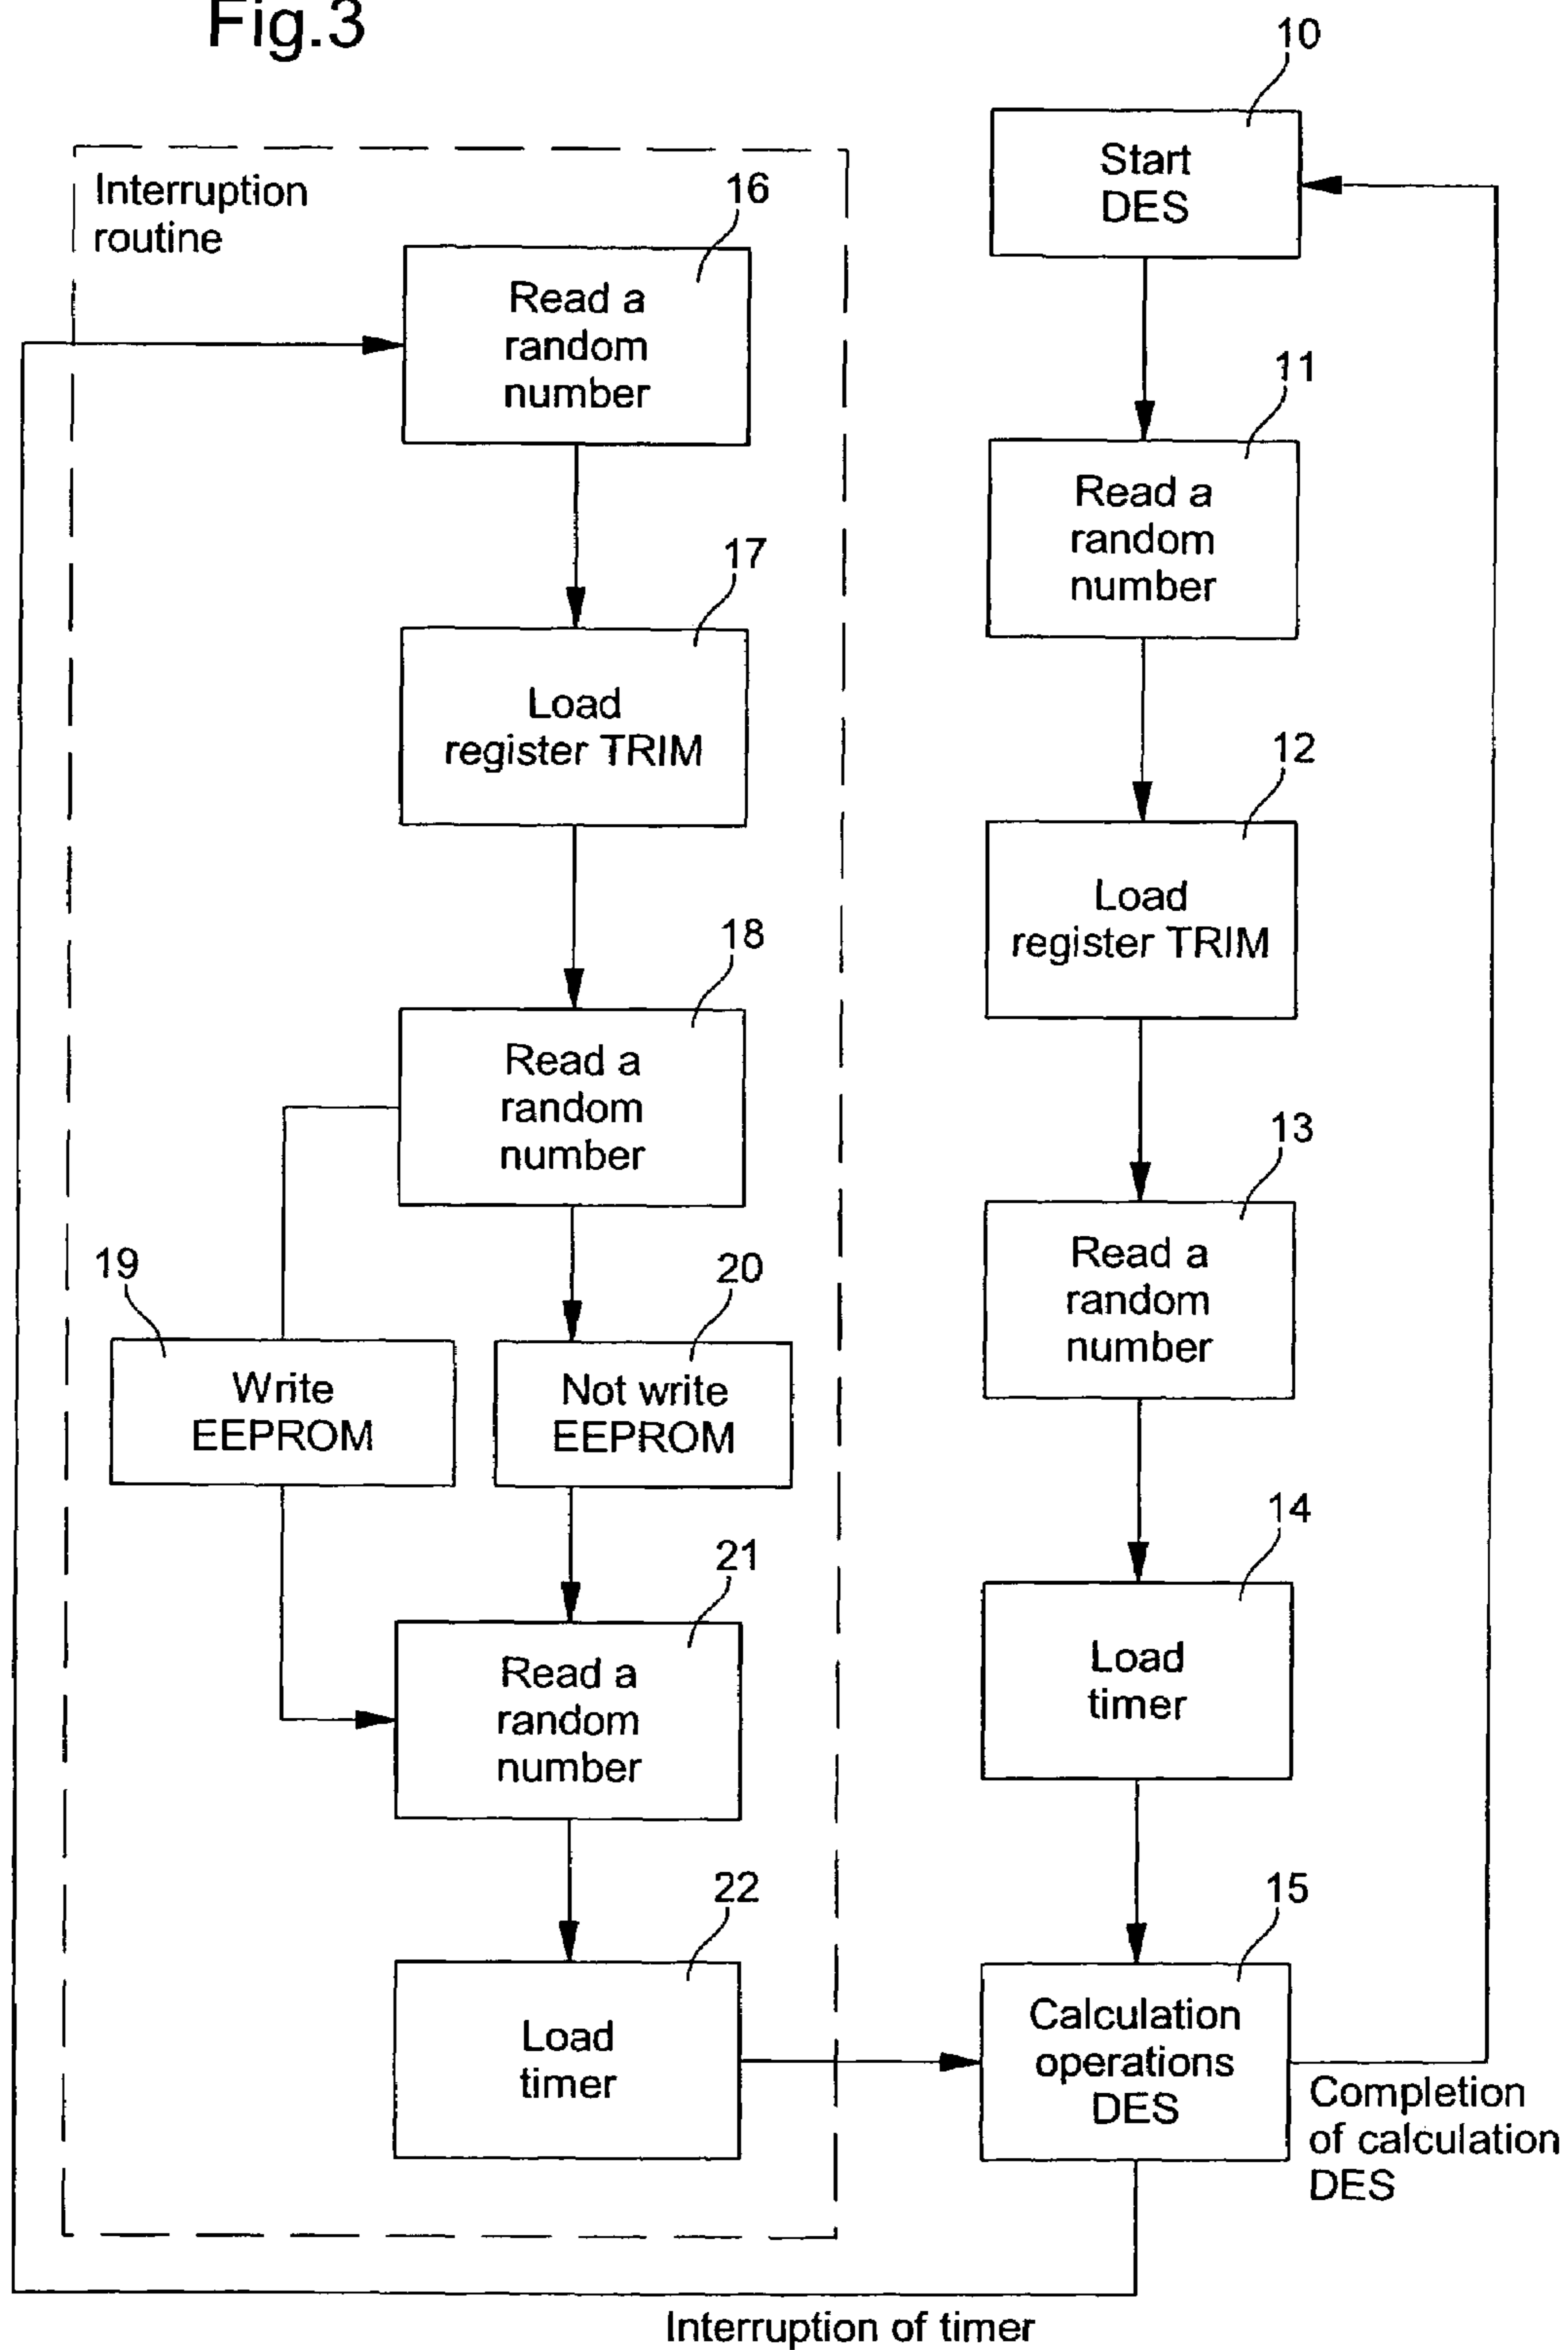 Fig.3
Interruption
routine
16
Read a
random
number
17
Load
register TRIM
18
Read a
random
number
19
Write
EEPROM
20
Not write
EEPROM
21
Read a
random
number
22
Load
timer
10
Start
DES
11
Read a
random
number
12
Load
register TRIM
13
Read a
random
number
14
Load
timer
15
Calculation
operations
DES
Completion
of calculation
DES
Interruption of timer